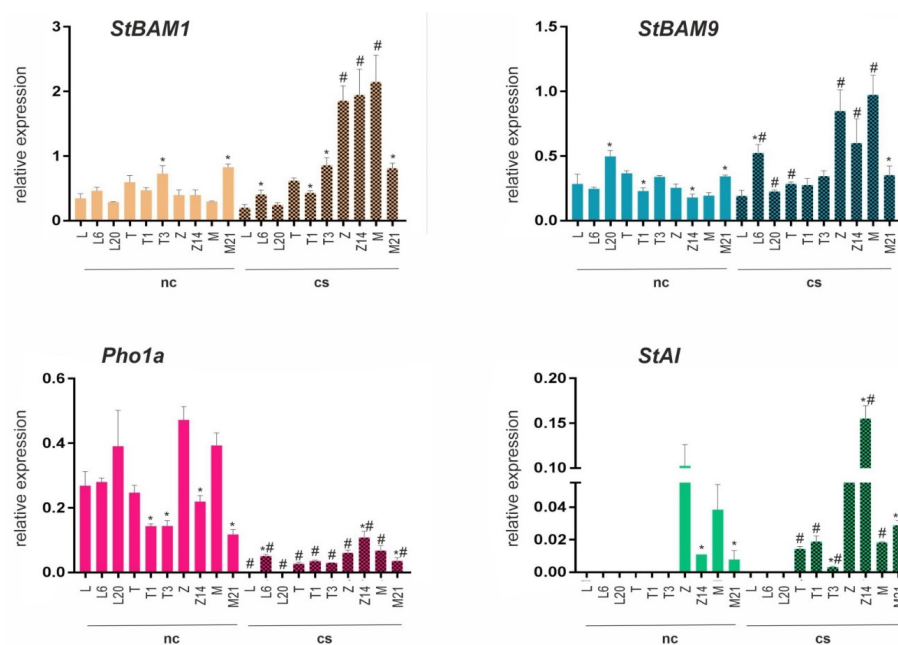 StBAM1
relative expression
3
2
1
0
* * * * * # # # *
L L6 L20 T T1 T3 Z Z14 M M21 L L6 L20 T T1 T3 Z Z14 M M21
nc cs
StBAM9
relative expression
1.5
1.0
0.5
0.0
* * * * *# # # # # # *
L L6 L20 T T1 T3 Z Z14 M M21 L L6 L20 T T1 T3 Z Z14 M M21
nc cs
Pho1a
relative expression
0.6
0.4
0.2
0.0
* * * * # *# # # # # # *# # *#
L L6 L20 T T1 T3 Z Z14 M M21 L L6 L20 T T1 T3 Z Z14 M M21
nc cs
StAI
relative expression
0.20
0.15
0.10
0.04
0.02
0.00
* * # # *# *# # *
L L6 L20 T T1 T3 Z Z14 M M21 L L6 L20 T T1 T3 Z Z14 M M21
nc cs